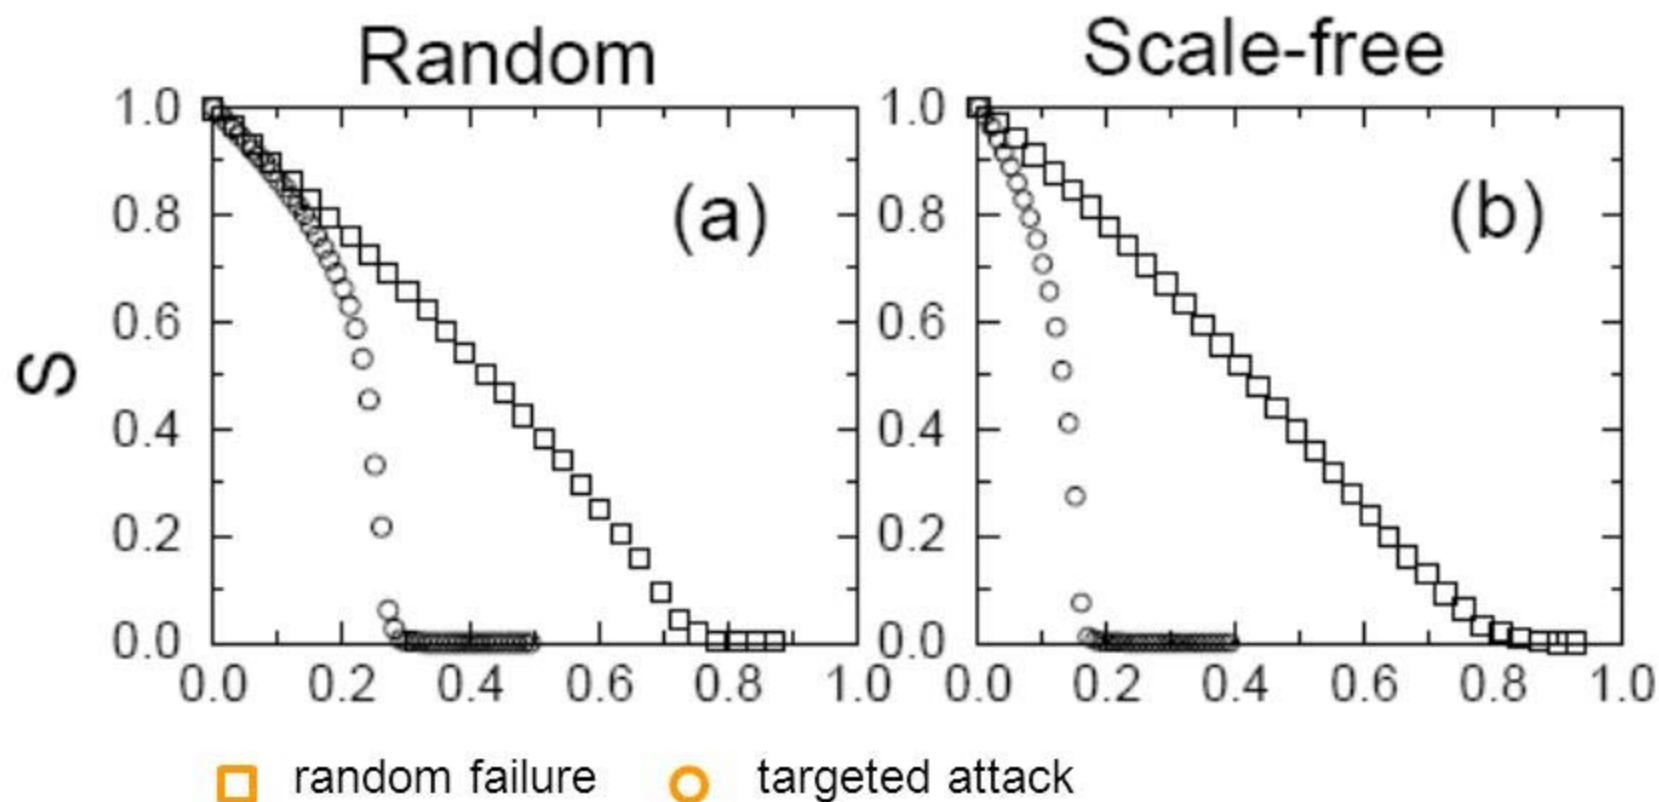 Random Scale-free
1.0 1.0
(a) (b)
0.8 0.8
0.6 0.6
S
0.4 0.4
0.2 0.2
0.0 0.0
0.0 0.2 0.4 0.6 0.8 1.0 0.0 0.2 0.4 0.6 0.8 1.0
random failure targeted attack